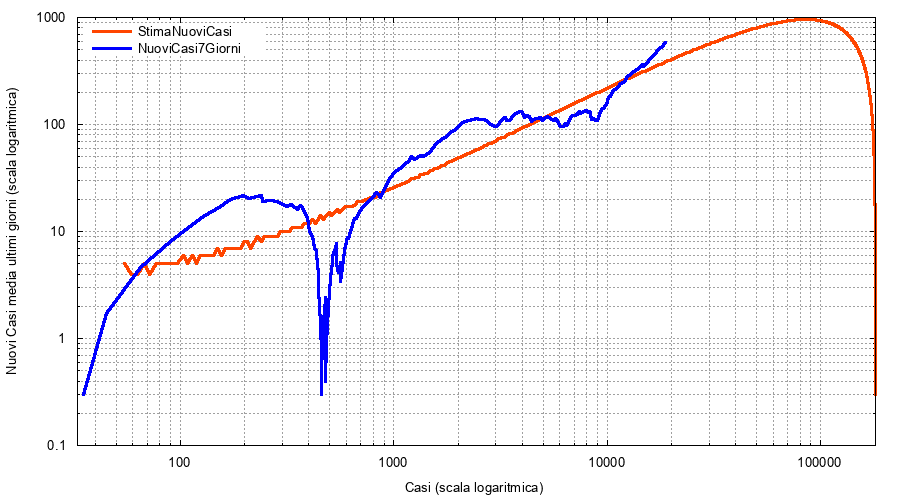 1000
StimaNuoviCasi
NuoviCasi7Giorni
100
10
1
0.1
Nuovi Casi media ultimi giorni (scala logaritmica)
100
1000
10000
100000
Casi (scala logaritmica)